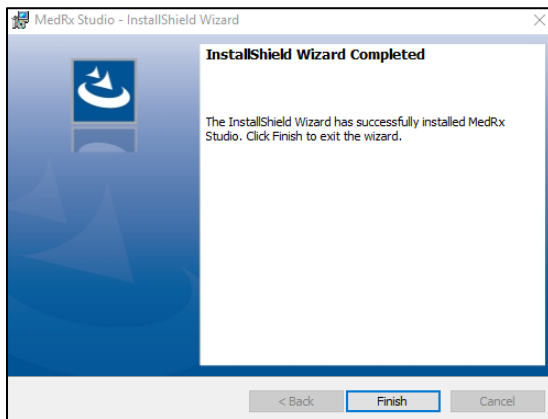 MedRx Studio - InstallShield Wizard
InstallShield Wizard Completed
The InstallShield Wizard has successfully installed MedRx
Studio. Click Finish to exit the wizard.
< Back Finish Cancel